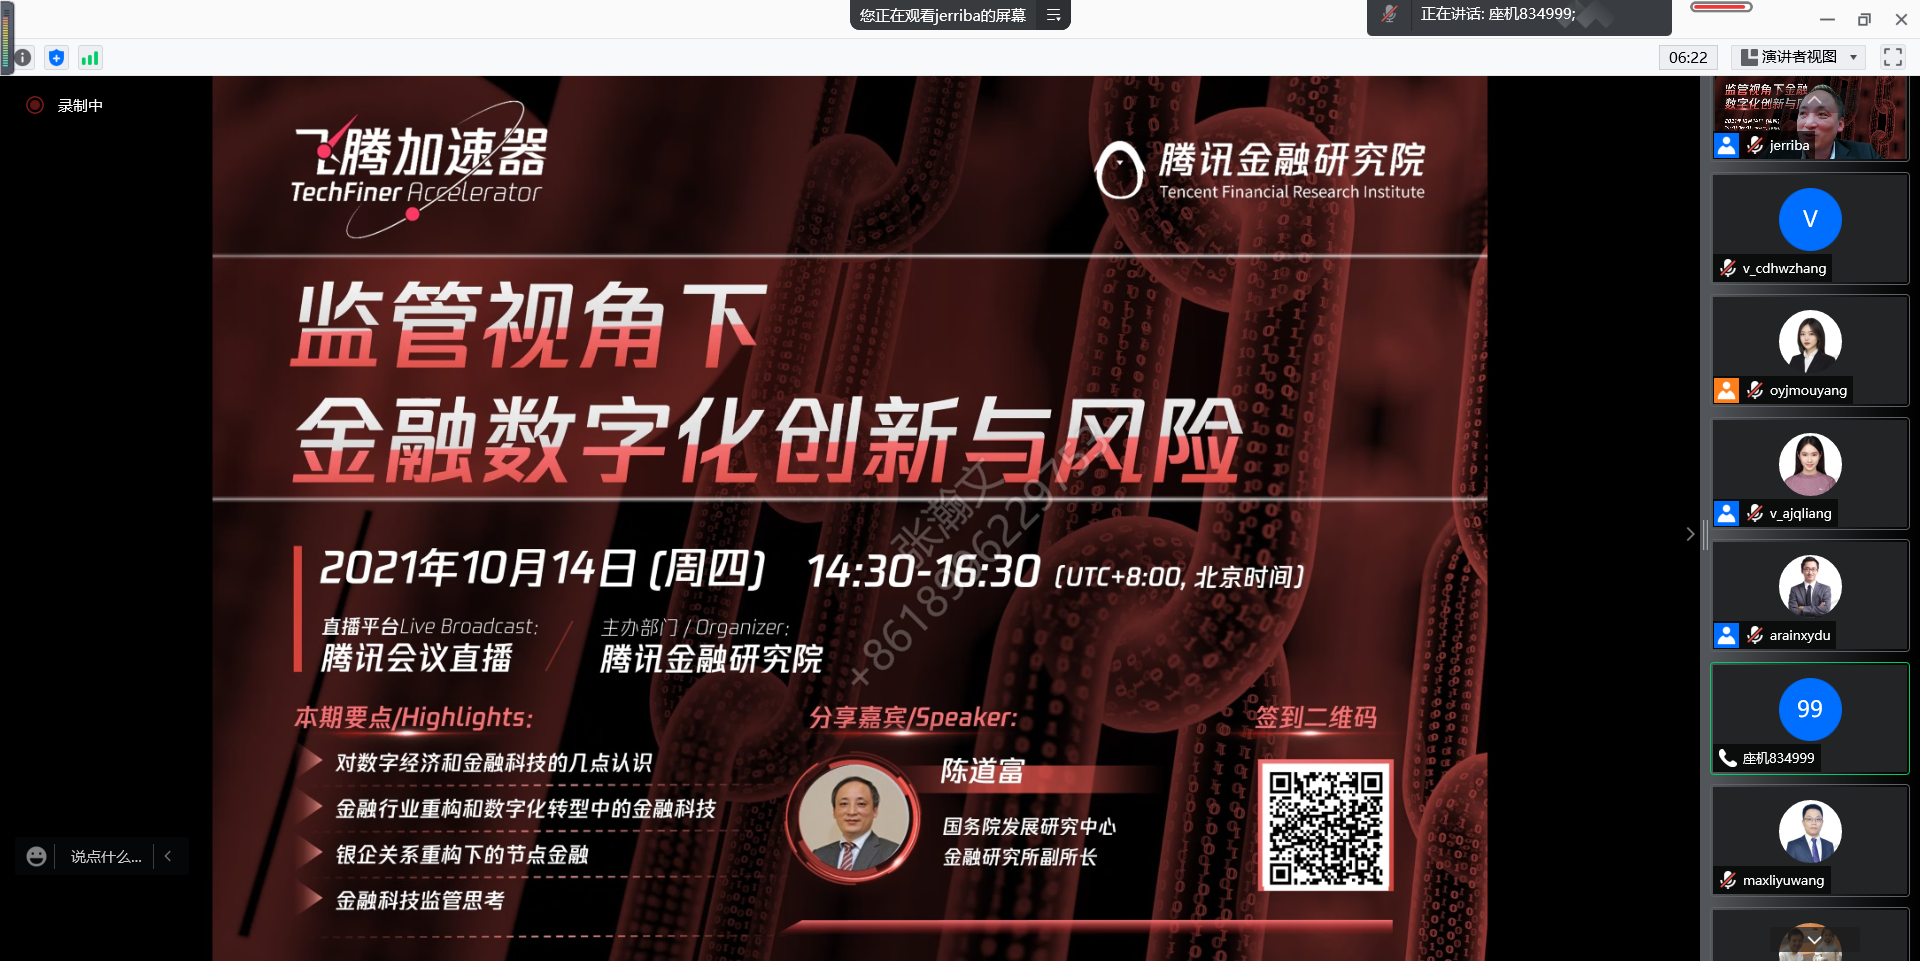 您正在观看jerriba的屏幕
正在讲话: 座机834999;
06:22
演讲者视图
录制中
飞腾加速器
TechFiner Accelerator
腾讯金融研究院
Tencent Financial Research Institute
监管视角下
金融数字化创新与风险
2021年10月14日 (周四) 14:30-16:30 (UTC+8:00, 北京时间)
直播平台Live Broadcast:
腾讯会议直播
主办部门 / Organizer:
腾讯金融研究院
本期要点/Highlights:
对数字经济和金融科技的几点认识
金融行业重构和数字化转型中的金融科技
银企关系重构下的节点金融
金融科技监管思考
分享嘉宾/Speaker:
陈道富
国务院发展研究中心
金融研究所副所长
签到二维码
张瀚文
说点什么...
监管视角下金融
数字化创新与
jerriba
V
v_cdhwzhang
oyjmouyang
v_ajqliang
arainxydu
99
座机834999
maxliyuwang